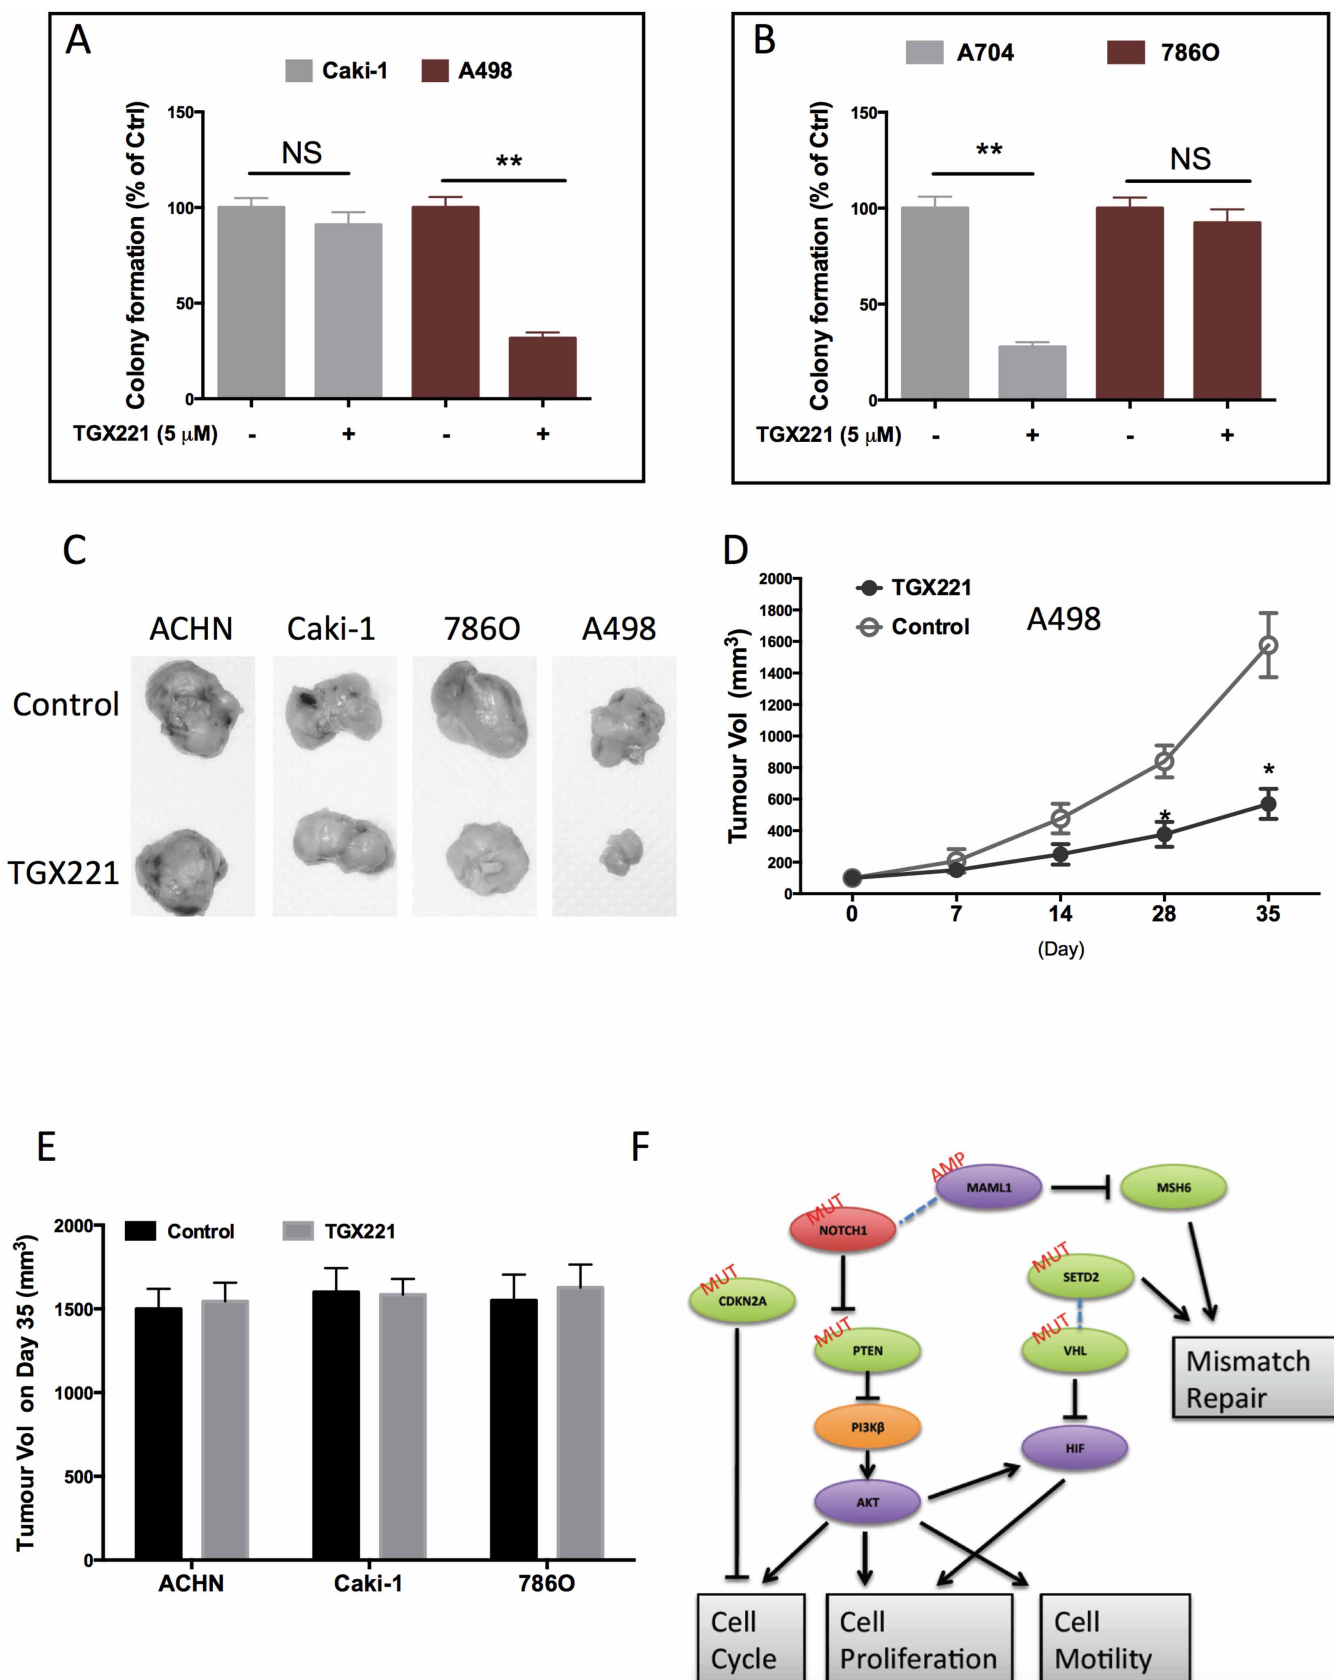 A
Caki-1 A498
Colony formation (% of Ctrl)
150
100
50
0
NS
**
TGX221 (5 µM) - + - +
B
A704 786O
Colony formation (% of Ctrl)
150
100
50
0
**
NS
TGX221 (5 µM) - + - +
C
ACHN Caki-1 786O A498
Control
TGX221
D
TGX221
Control
A498
Tumour Vol (mm³)
2000
1800
1600
1400
1200
1000
800
600
400
200
0
*
*
0 7 14 28 35
(Day)
E
Control TGX221
Tumour Vol on Day 35 (mm³)
2000
1500
1000
500
0
ACHN Caki-1 786O
F
AMP
MAML1
MSH6
MUT
NOTCH1
MUT
SETD2
MUT
CDKN2A
MUT
PTEN
MUT
VHL
Mismatch
Repair
PI3Kβ
HIF
AKT
Cell
Cycle
Cell
Proliferation
Cell
Motility